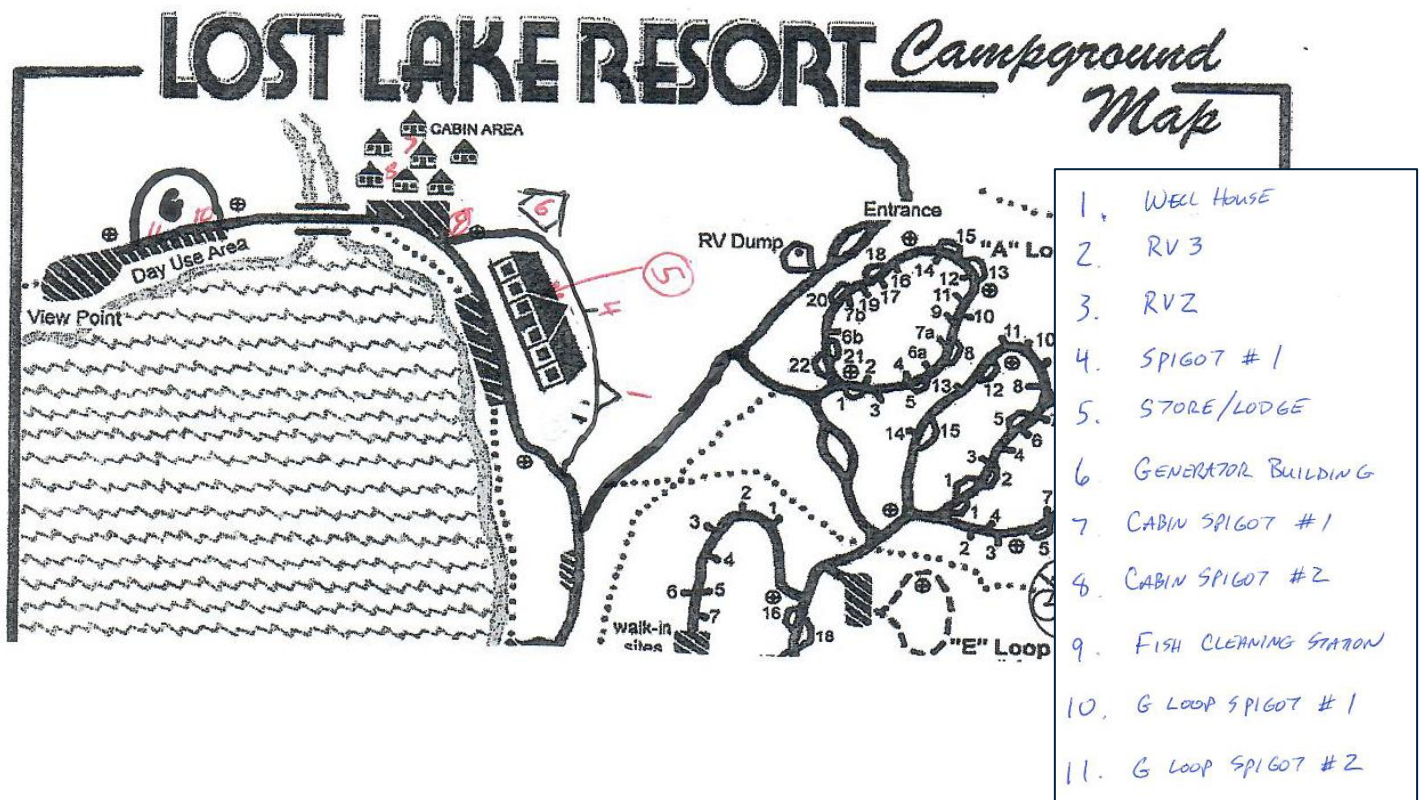 LOST LAKE RESORT Campground Map
CABIN AREA
7
8
6
G
11 10
9
Day Use Area
View Point
5
4
1
Entrance
RV Dump
"A" Lo
15
18
14
13
16
12
20
19
17
11
7b
9
10
6b
7a
21
6a
8
22
2
4
13
1
3
5
11
10
12
8
14
15
5
7
6
3
4
1
2
1
4
7
2
3
5
2
3
1
4
6
5
7
16
18
walk-in
sites
"E" Loop
1. WELL HOUSE
2. RV 3
3. RV2
4. SPIGOT # 1
5. STORE/LODGE
6 GENERATOR BUILDING
7 CABIN SPIGOT #1
8 CABIN SPIGOT #2
9. FISH CLEANING STATION
10. G LOOP SPIGOT # 1
11. G LOOP SPIGOT #2